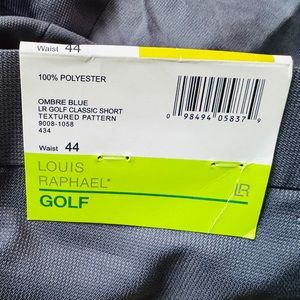 Waist 44
100% POLYESTER
OMBRE BLUE
LR GOLF CLASSIC SHORT
TEXTURED PATTERN
9008-1058
434
0 98494 05837 9
Waist 44
LOUIS
RAPHAEL
LR
GOLF